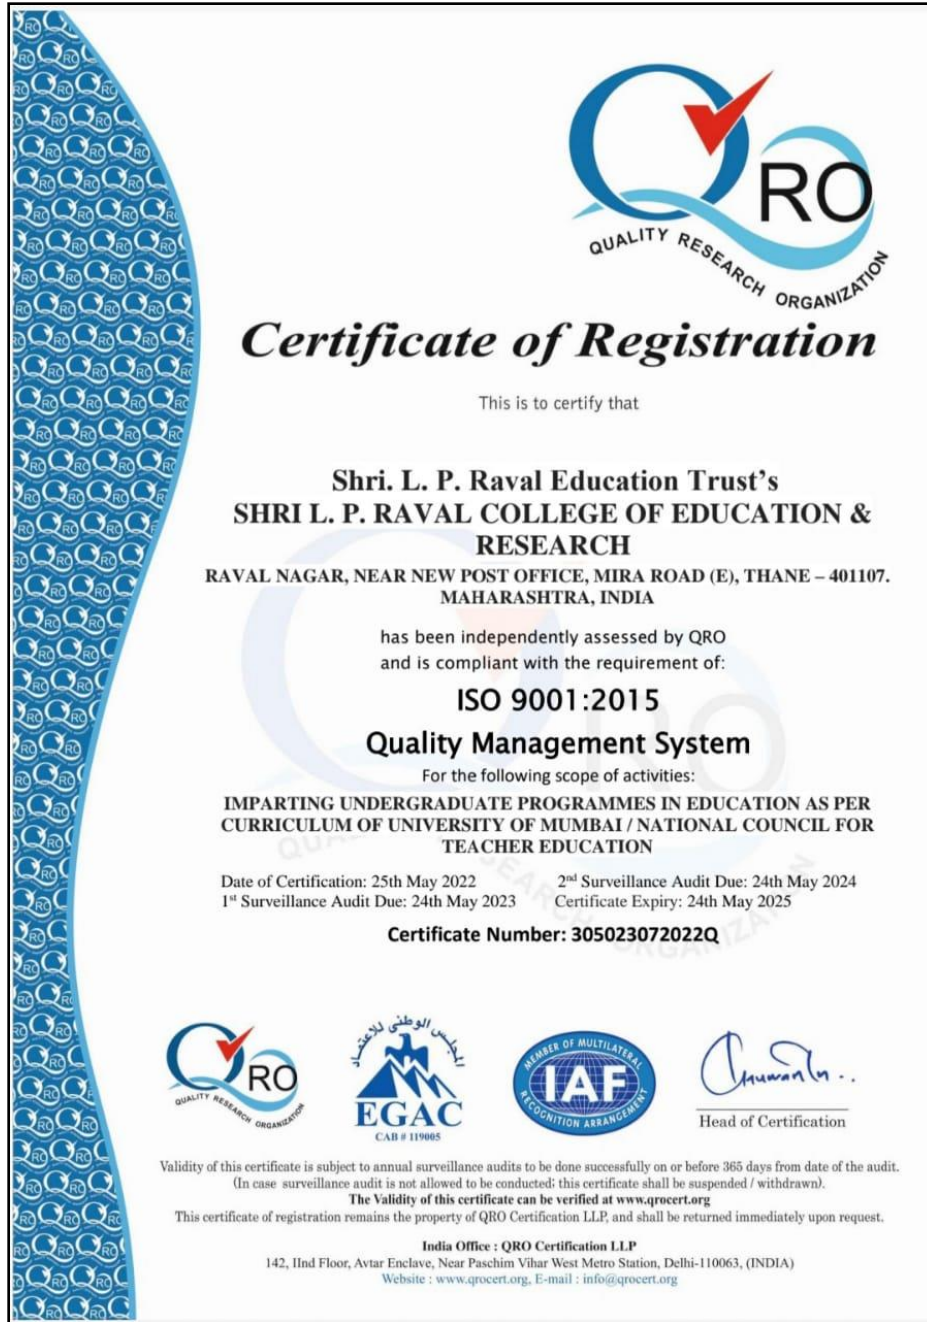 QRO
QUALITY RESEARCH ORGANIZATION
Certificate of Registration
This is to certify that
Shri. L. P. Raval Education Trust's
SHRI L. P. RAVAL COLLEGE OF EDUCATION &
RESEARCH
RAVAL NAGAR, NEAR NEW POST OFFICE, MIRA ROAD (E), THANE – 401107.
MAHARASHTRA, INDIA
has been independently assessed by QRO
and is compliant with the requirement of:
ISO 9001:2015
Quality Management System
For the following scope of activities:
IMPARTING UNDERGRADUATE PROGRAMMES IN EDUCATION AS PER
CURRICULUM OF UNIVERSITY OF MUMBAI / NATIONAL COUNCIL FOR
TEACHER EDUCATION
Date of Certification: 25th May 2022 2nd Surveillance Audit Due: 24th May 2024
1st Surveillance Audit Due: 24th May 2023 Certificate Expiry: 24th May 2025
Certificate Number: 305023072022Q
QRO
QUALITY RESEARCH ORGANIZATION
المجلس الوطنى للاعتماد
EGAC
CAB # 119005
MEMBER OF MULTILATERAL
IAF
RECOGNITION ARRANGEMENT
Head of Certification
Validity of this certificate is subject to annual surveillance audits to be done successfully on or before 365 days from date of the audit.
(In case surveillance audit is not allowed to be conducted; this certificate shall be suspended / withdrawn).
The Validity of this certificate can be verified at www.qrocert.org
This certificate of registration remains the property of QRO Certification LLP, and shall be returned immediately upon request.
India Office : QRO Certification LLP
142, IInd Floor, Avtar Enclave, Near Paschim Vihar West Metro Station, Delhi-110063, (INDIA)
Website : www.qrocert.org, E-mail : info@qrocert.org